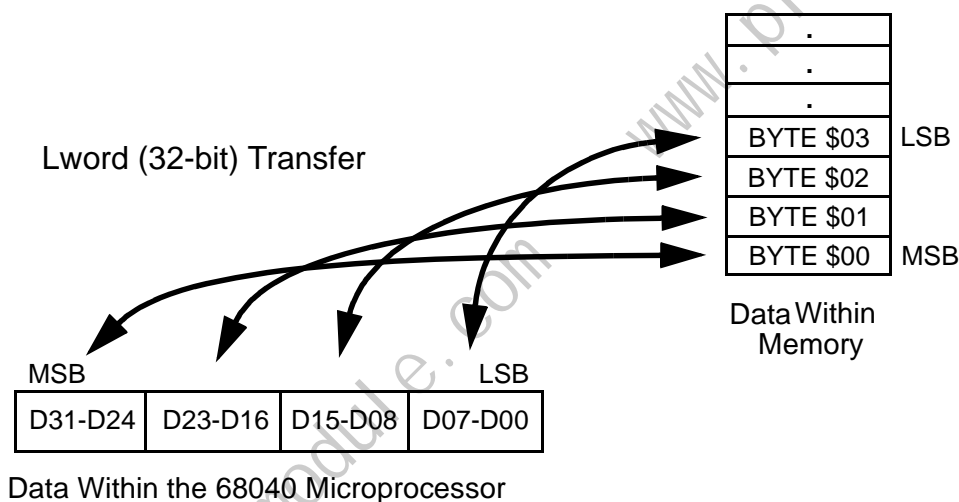 .
.
.
Lword (32-bit) Transfer
BYTE $03 LSB
BYTE $02
BYTE $01
BYTE $00 MSB
Data Within
Memory
MSB LSB
D31-D24 D23-D16 D15-D08 D07-D00
Data Within the 68040 Microprocessor